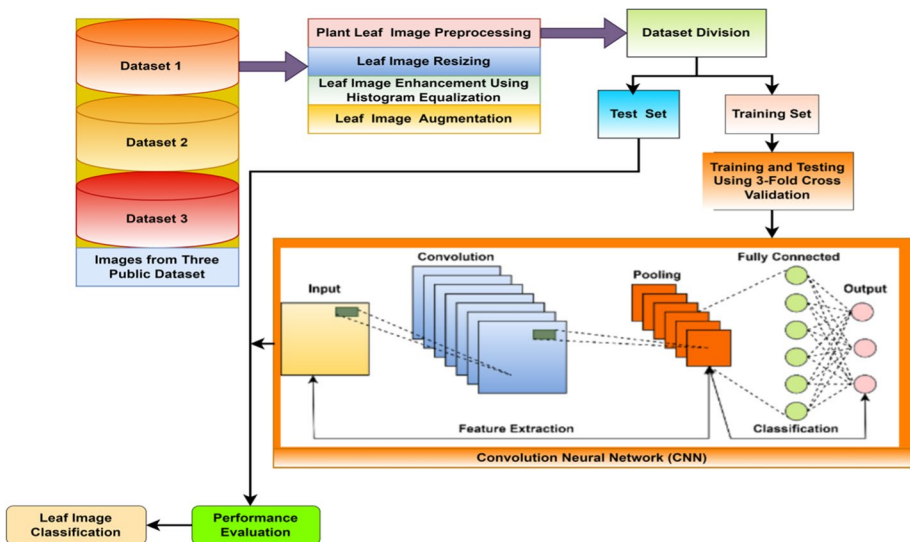 Dataset 1
Dataset 2
Dataset 3
Images from Three
Public Dataset
Plant Leaf Image Preprocessing
Leaf Image Resizing
Leaf Image Enhancement Using
Histogram Equalization
Leaf Image Augmentation
Dataset Division
Test Set
Training Set
Training and Testing
Using 3-Fold Cross
Validation
Input
Convolution
Pooling
Fully Connected
Output
Feature Extraction
Classification
Convolution Neural Network (CNN)
Performance
Evaluation
Leaf Image
Classification